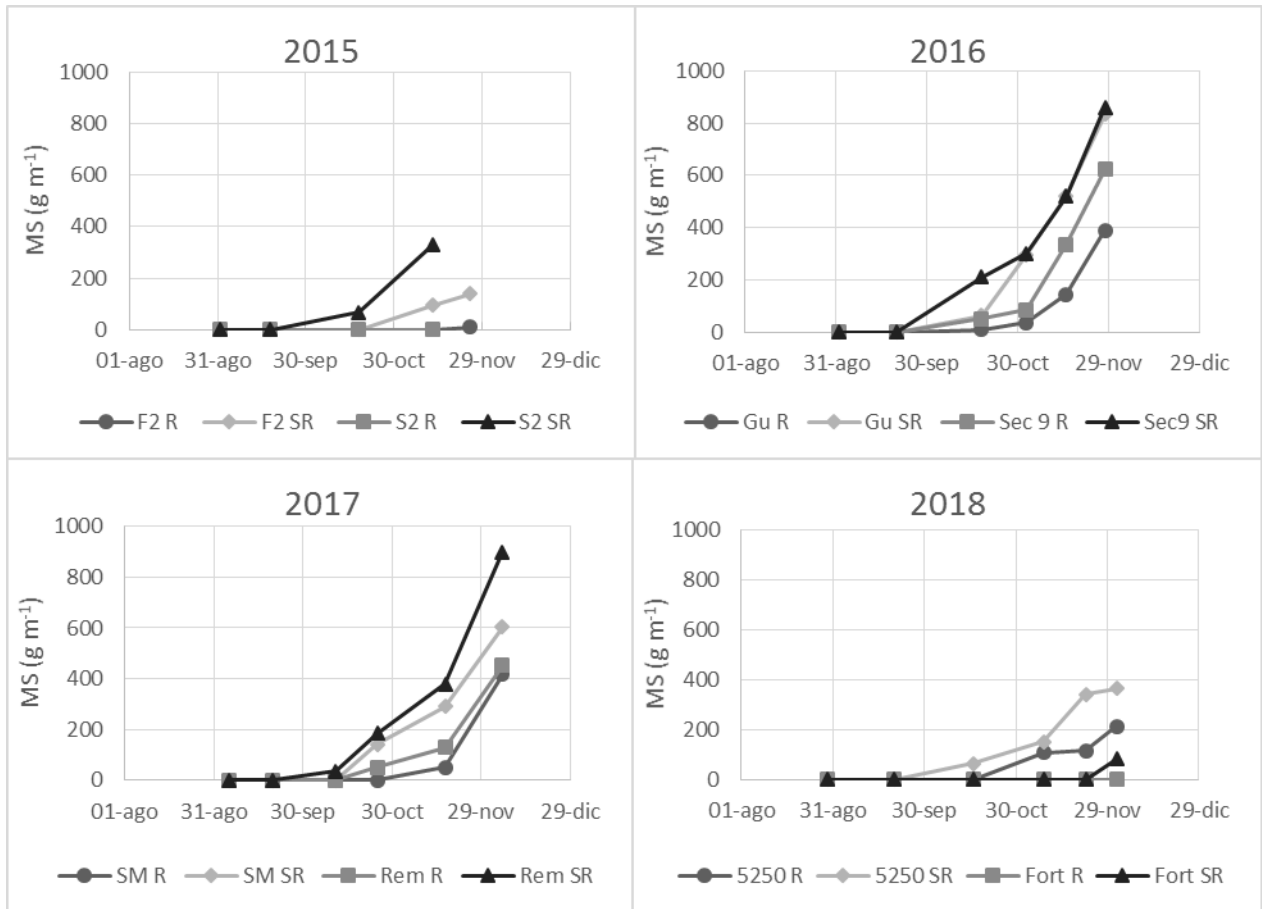 2015
1000
800
600
400
200
0
MS (g m⁻¹)
01-ago 31-ago 30-sep 30-oct 29-nov 29-dic
F2 R F2 SR S2 R S2 SR
2016
1000
800
600
400
200
0
MS (g m⁻¹)
01-ago 31-ago 30-sep 30-oct 29-nov 29-dic
Gu R Gu SR Sec 9 R Sec9 SR
2017
1000
800
600
400
200
0
MS (g m⁻¹)
01-ago 31-ago 30-sep 30-oct 29-nov 29-dic
SM R SM SR Rem R Rem SR
2018
1000
800
600
400
200
0
MS (g m⁻¹)
01-ago 31-ago 30-sep 30-oct 29-nov 29-dic
5250 R 5250 SR Fort R Fort SR